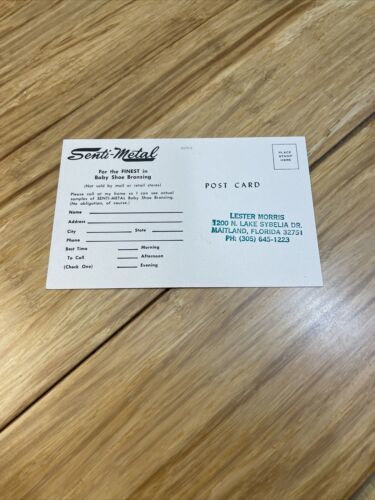 Senti-Metal
For the FINEST in
Baby Shoe Bronzing
(Not sold by mail or retail stores)
Please call at my home so I can see actual
samples of SENTI-METAL Baby Shoe Bronzing.
(No obligation, of course.)
Name
Address
City State
Phone
Best Time Morning
To Call Afternoon
(Check One) Evening
PLACE
STAMP
HERE
POST CARD
LESTER MORRIS
1200 N. LAKE SYBELIA DR.
MAITLAND, FLORIDA 32751
PH: (305) 645-1223